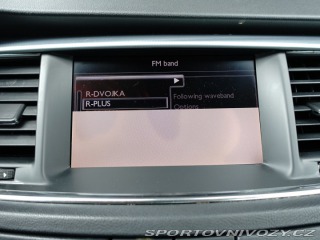 FM band
R-DVOJKA
R-PLUS
Following waveband
Options
SPORTOVNIVOZY.CZ